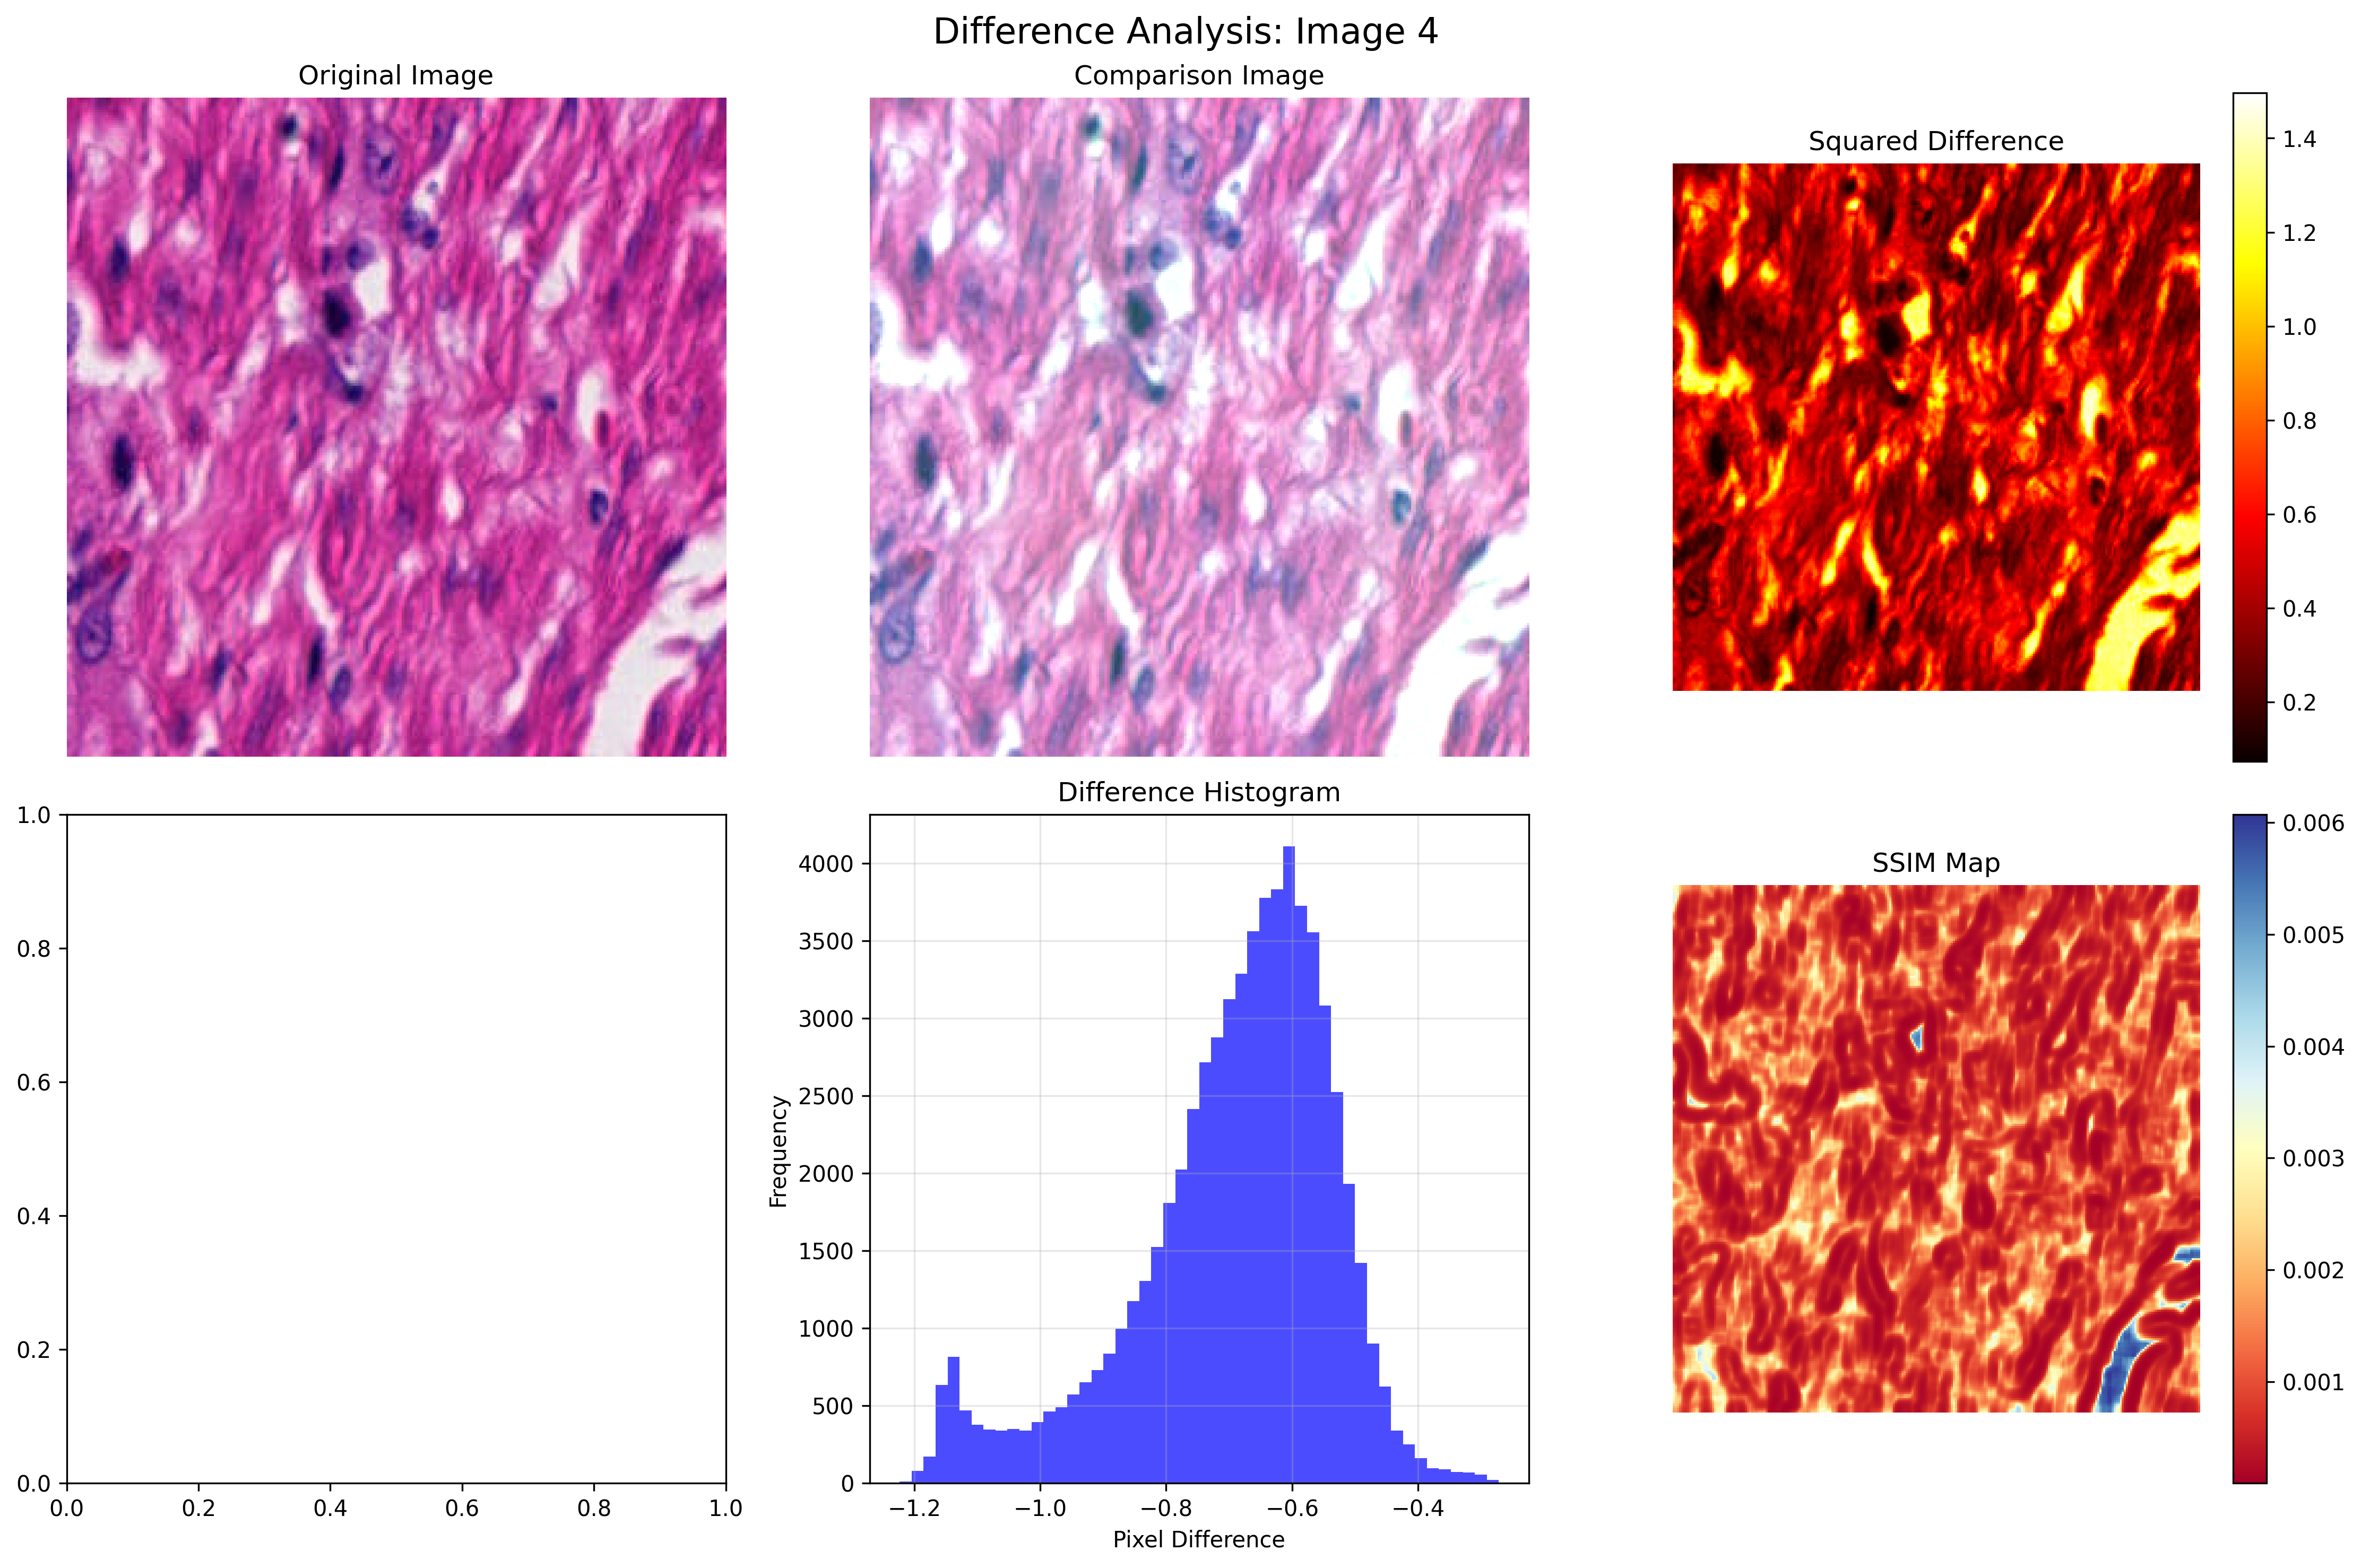 Difference Analysis: Image 4
Original Image
Comparison Image
Squared Difference
1.4
1.2
1.0
0.8
0.6
0.4
0.2
1.0
0.8
0.6
0.4
0.2
0.0
0.0 0.2 0.4 0.6 0.8 1.0
Difference Histogram
Frequency
4000
3500
3000
2500
2000
1500
1000
500
0
−1.2 −1.0 −0.8 −0.6 −0.4
Pixel Difference
SSIM Map
0.006
0.005
0.004
0.003
0.002
0.001